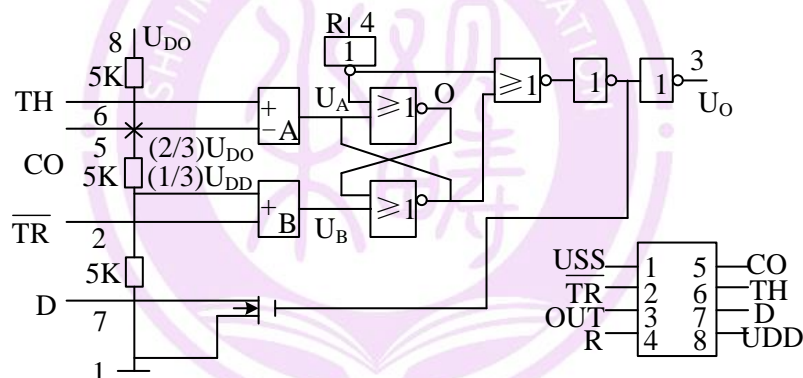 R 4
8 U_DO
1
3
5K
TH
6
+
−A
U_A
≥1
O
≥1
1
1
U_O
CO
5
(2/3)U_DO
5K
(1/3)U_DD
+
B
U_B
≥1
TR
2
5K
D
7
1
USS 1 5 CO
TR 2 6 TH
OUT 3 7 D
R 4 8 UDD